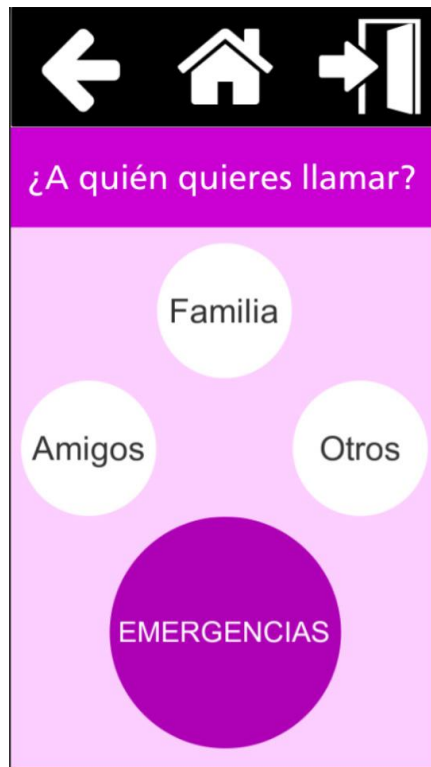 ¿A quién quieres llamar?
Familia
Amigos
Otros
EMERGENCIAS